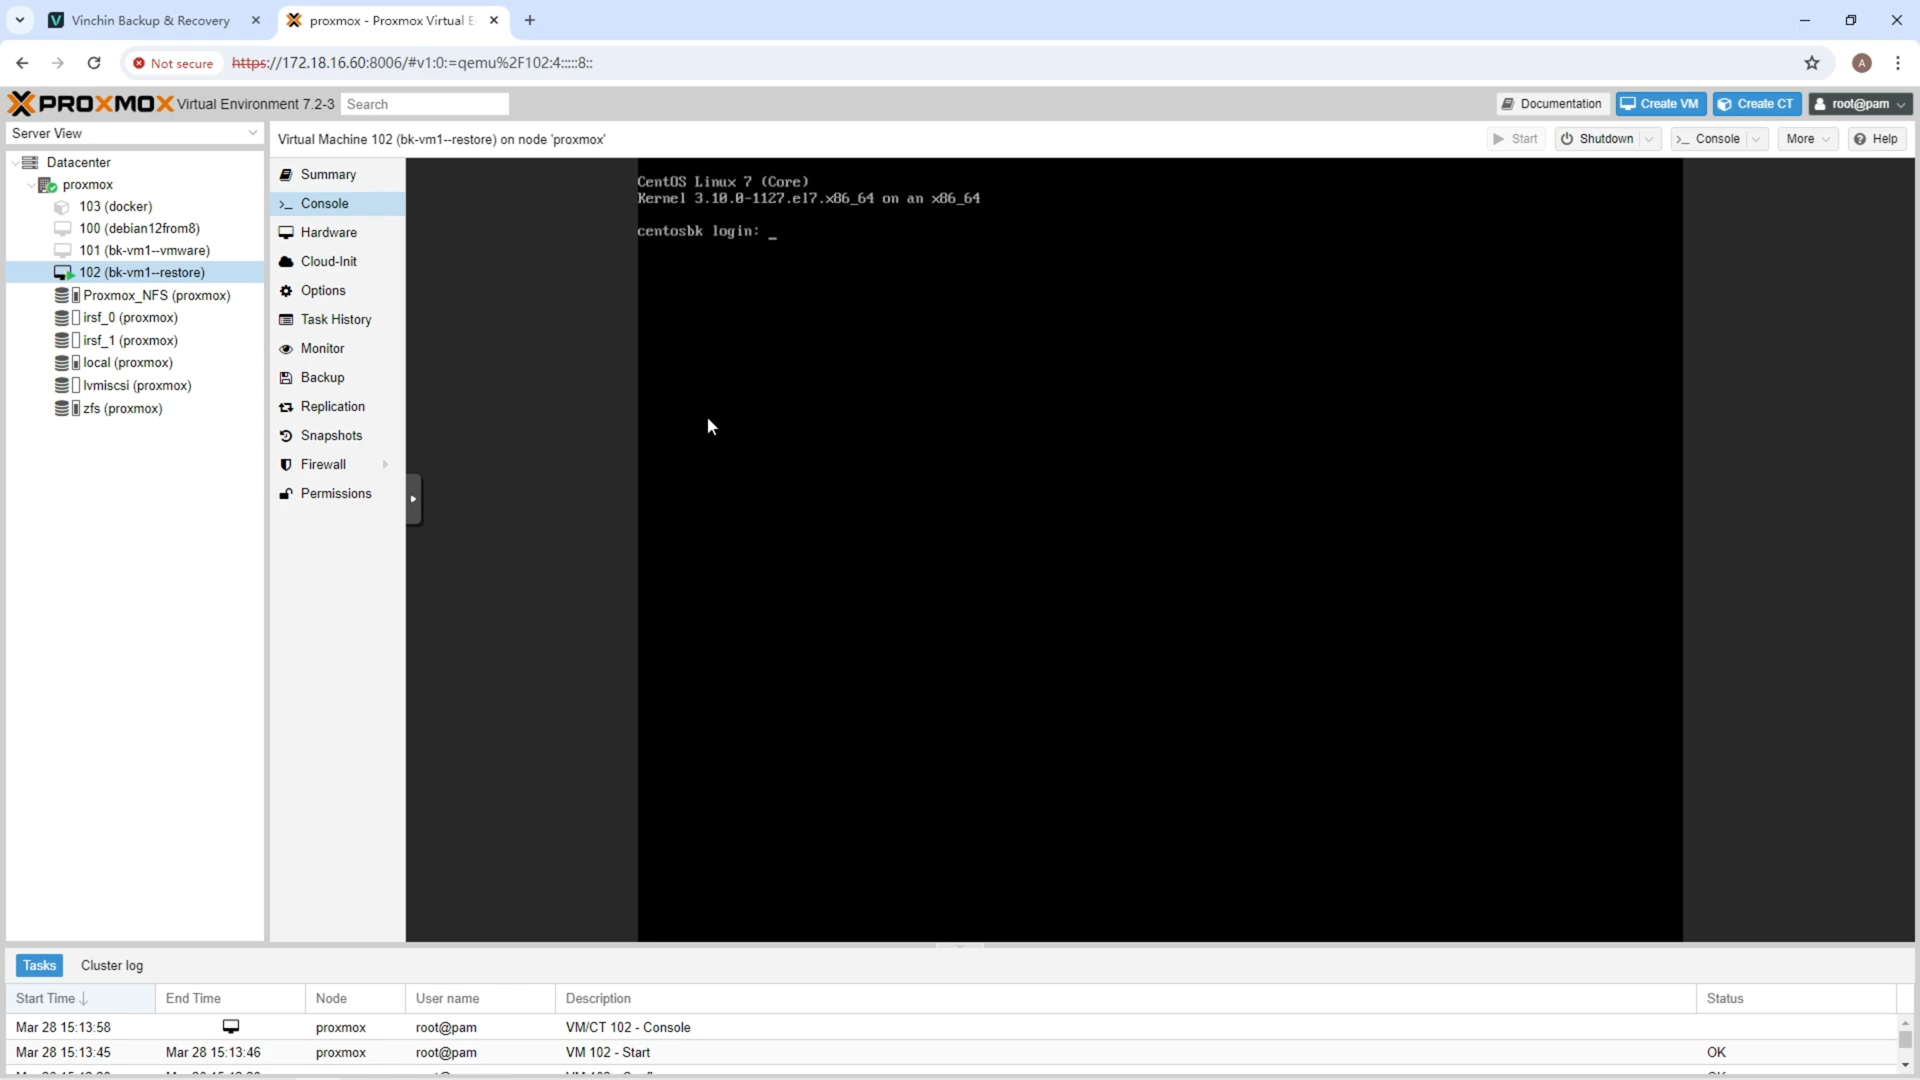 Vinchin Backup & Recovery
proxmox - Proxmox Virtual E
Not secure https://172.18.16.60:8006/#v1:0:=qemu%2F102:4:::::8::
A
PROXMOX Virtual Environment 7.2-3 Search
Documentation Create VM Create CT root@pam
Server View
Virtual Machine 102 (bk-vm1--restore) on node 'proxmox'
Start Shutdown Console More Help
Datacenter
proxmox
103 (docker)
100 (debian12from8)
101 (bk-vm1--vmware)
102 (bk-vm1--restore)
Proxmox_NFS (proxmox)
irsf_0 (proxmox)
irsf_1 (proxmox)
local (proxmox)
lvmiscsi (proxmox)
zfs (proxmox)
Summary
Console
Hardware
Cloud-Init
Options
Task History
Monitor
Backup
Replication
Snapshots
Firewall
Permissions
CentOS Linux 7 (Core)
Kernel 3.10.0-1127.el7.x86_64 on an x86_64
centosbk login: _
Tasks Cluster log
Start Time End Time Node User name Description Status
Mar 28 15:13:58 proxmox root@pam VM/CT 102 - Console
Mar 28 15:13:45 Mar 28 15:13:46 proxmox root@pam VM 102 - Start OK